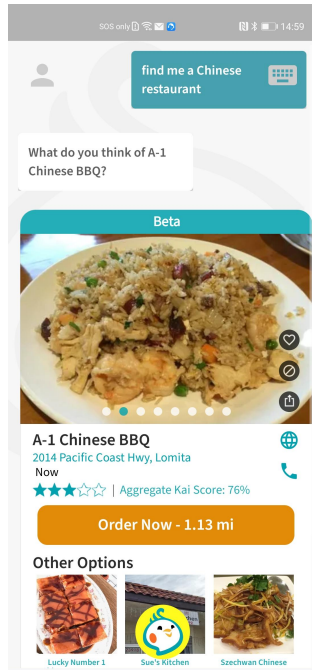 SOS only 14:59
find me a Chinese
restaurant
What do you think of A-1
Chinese BBQ?
Beta
A-1 Chinese BBQ
2014 Pacific Coast Hwy, Lomita
Now
| Aggregate Kai Score: 76%
Order Now - 1.13 mi
Other Options
Lucky Number 1
Sue's Kitchen
Szechwan Chinese